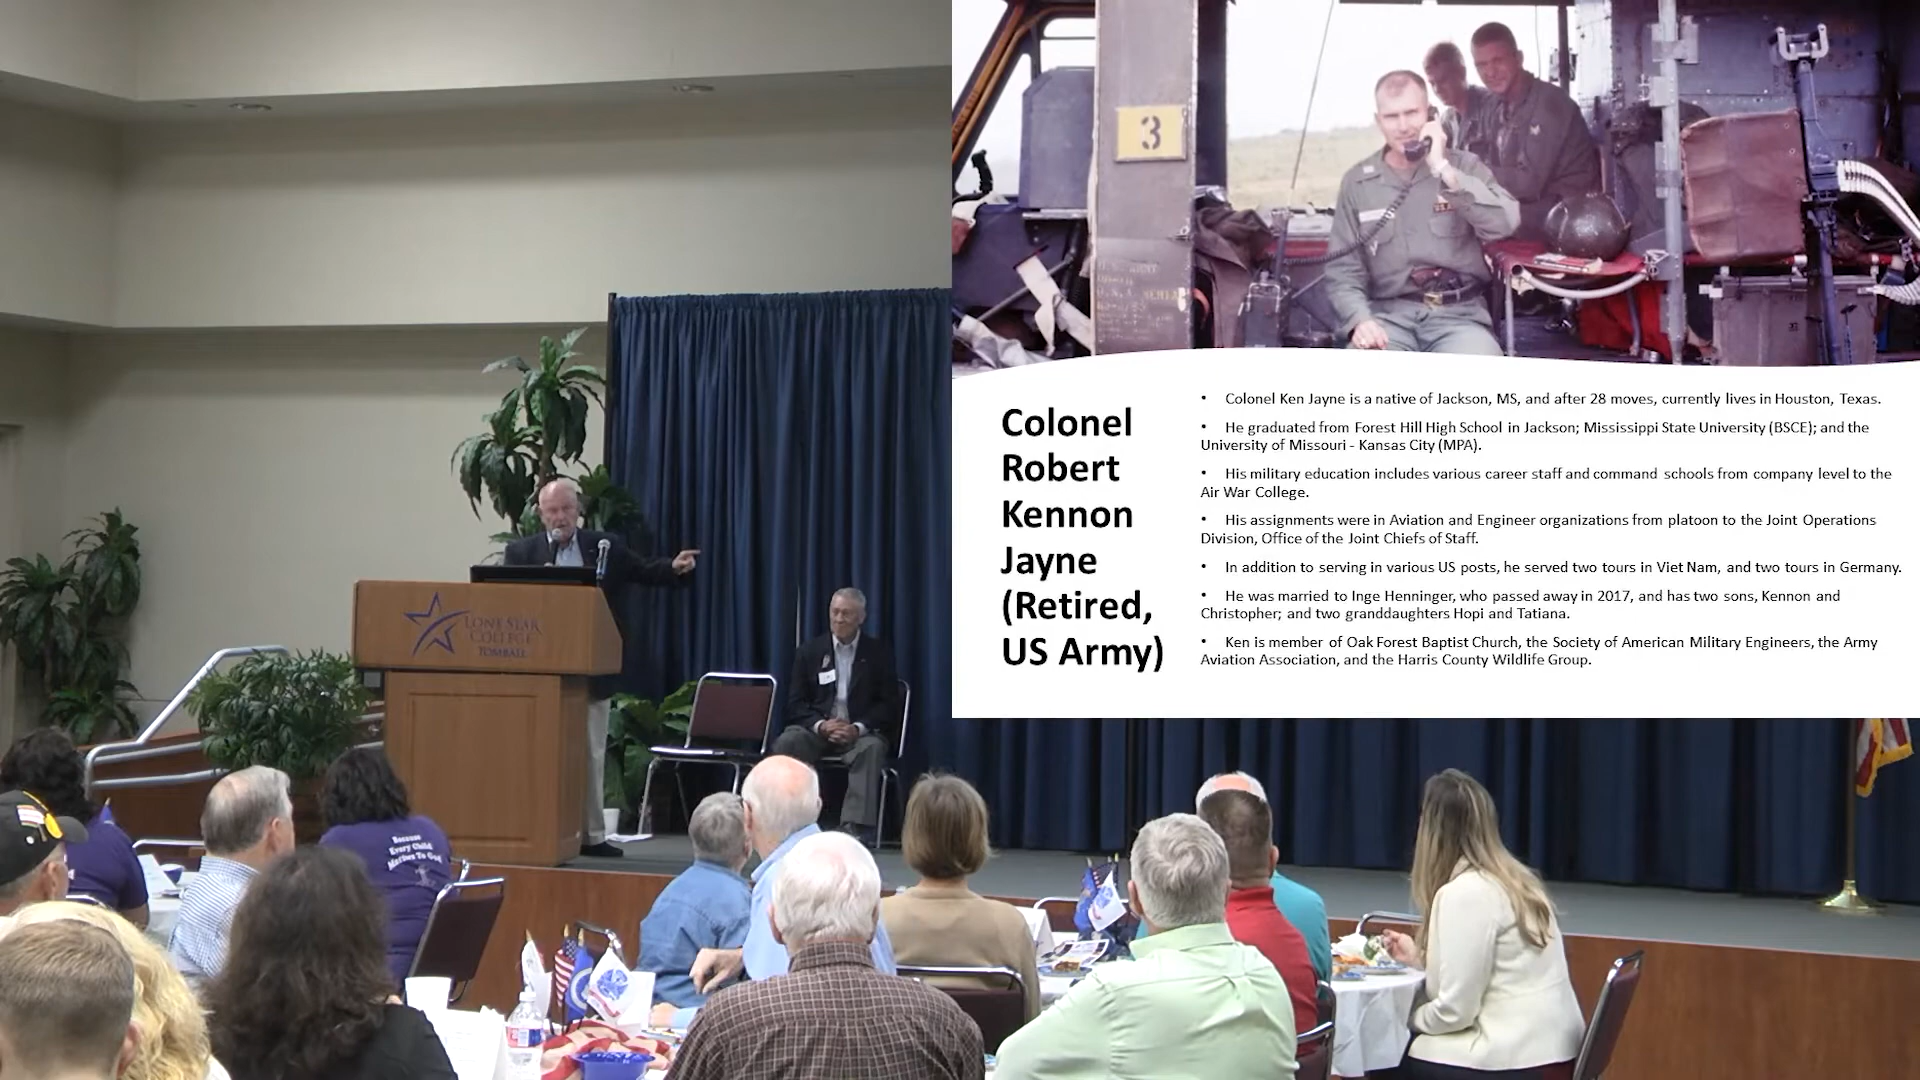 3
Colonel Ken Jayne is a native of Jackson, MS, and after 28 moves, currently lives in Houston, Texas.
He graduated from Forest Hill High School in Jackson; Mississippi State University (BSCE); and the
University of Missouri - Kansas City (MPA).
His military education includes various career staff and command schools from company level to the
Air War College.
His assignments were in Aviation and Engineer organizations from platoon to the Joint Operations
Division, Office of the Joint Chiefs of Staff.
In addition to serving in various US posts, he served two tours in Viet Nam, and two tours in Germany.
He was married to Inge Henninger, who passed away in 2017, and has two sons, Kennon and
Christopher; and two granddaughters Hopi and Tatiana.
Ken is member of Oak Forest Baptist Church, the Society of American Military Engineers, the Army
Aviation Association, and the Harris County Wildlife Group.
Colonel
Robert
Kennon
Jayne
(Retired,
US Army)
LONE STAR
COLLEGE
TOMBALL
Because
Every Child
Matters To God